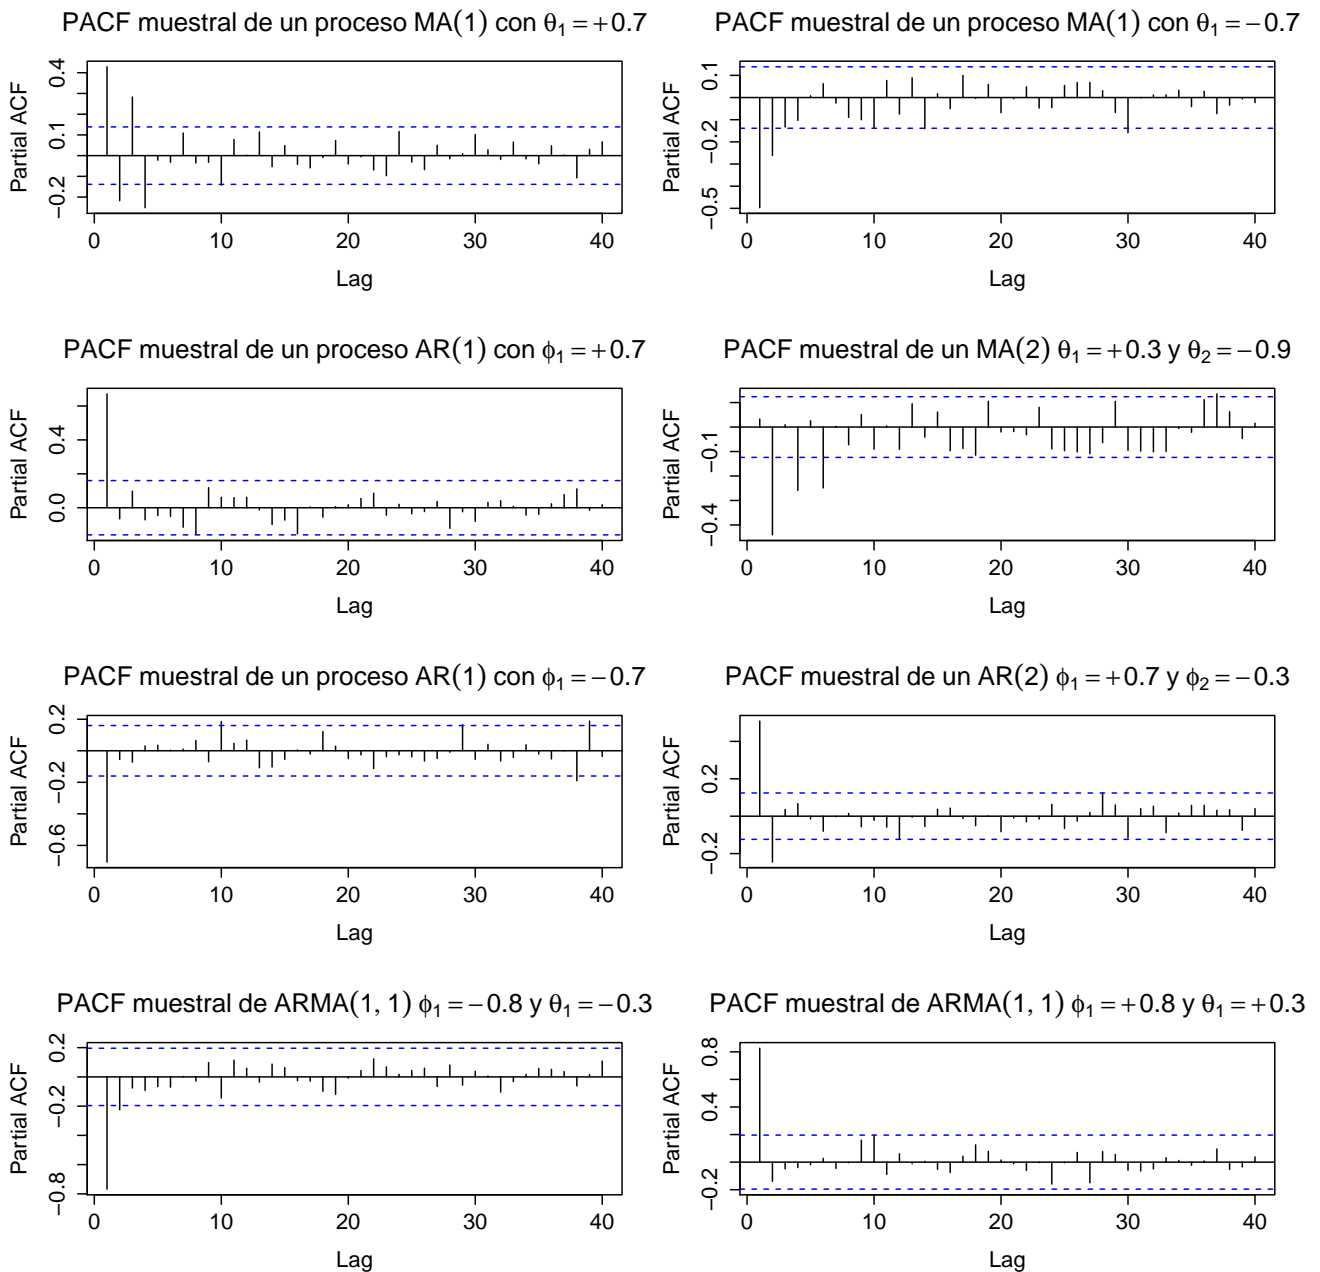 PACF muestral de un proceso MA(1) con θ₁ = +0.7
Partial ACF
0.4
0.1
−0.2
0 10 20 30 40
Lag
PACF muestral de un proceso MA(1) con θ₁ = −0.7
Partial ACF
0.1
−0.2
−0.5
0 10 20 30 40
Lag
PACF muestral de un proceso AR(1) con ϕ₁ = +0.7
Partial ACF
0.4
0.0
0 10 20 30 40
Lag
PACF muestral de un MA(2) θ₁ = +0.3 y θ₂ = −0.9
Partial ACF
−0.1
−0.4
0 10 20 30 40
Lag
PACF muestral de un proceso AR(1) con ϕ₁ = −0.7
Partial ACF
0.2
−0.2
−0.6
0 10 20 30 40
Lag
PACF muestral de un AR(2) ϕ₁ = +0.7 y ϕ₂ = −0.3
Partial ACF
0.2
−0.2
0 10 20 30 40
Lag
PACF muestral de ARMA(1, 1) ϕ₁ = −0.8 y θ₁ = −0.3
Partial ACF
0.2
−0.2
−0.8
0 10 20 30 40
Lag
PACF muestral de ARMA(1, 1) ϕ₁ = +0.8 y θ₁ = +0.3
Partial ACF
0.8
0.4
−0.2
0 10 20 30 40
Lag